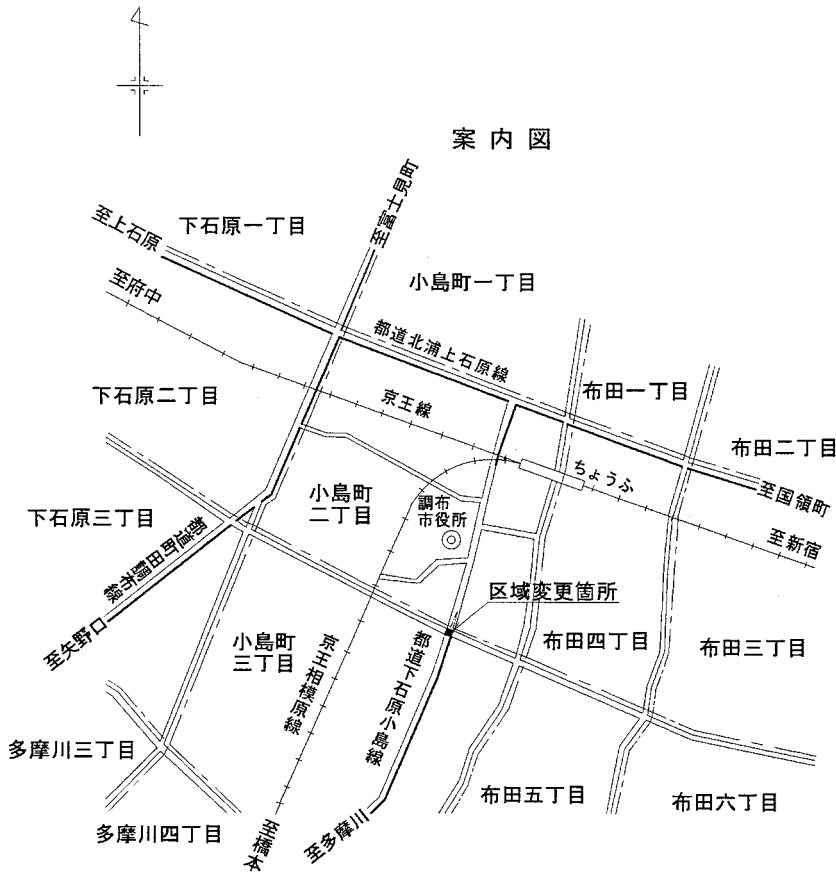 案内図
至富士見町
下石原一丁目
至上石原
小島町一丁目
至府中
都道北浦上石原線
布田一丁目
下石原二丁目
京王線
布田二丁目
ちょうふ
小島町
二丁目
調布
市役所
至国領町
下石原三丁目
至新宿
都道町田調布線
区域変更箇所
至矢野口
小島町
三丁目
京王相模原線
都道下石原小島線
布田四丁目
布田三丁目
多摩川三丁目
布田五丁目
布田六丁目
多摩川四丁目
至橋本
至多摩川